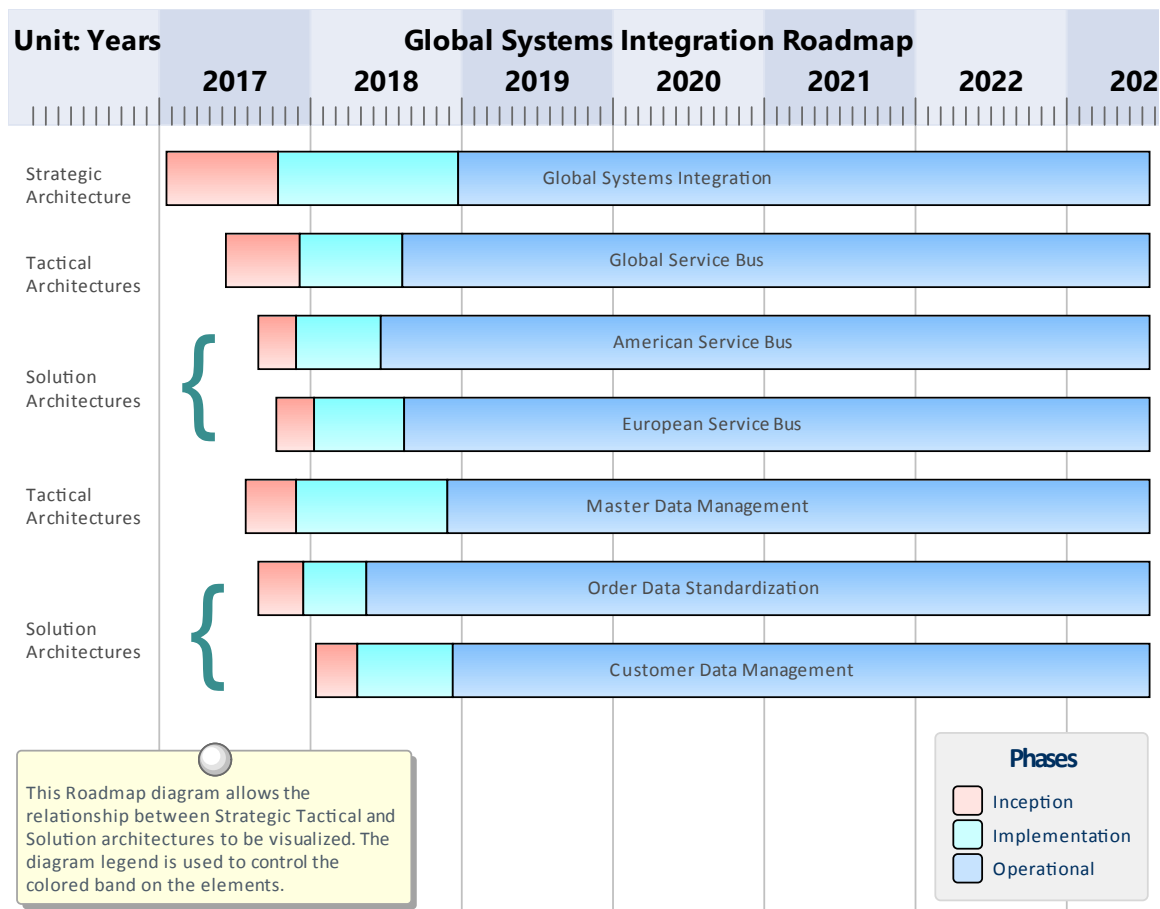 Unit: Years
Global Systems Integration Roadmap
2017 2018 2019 2020 2021 2022 202
Strategic
Architecture
Global Systems Integration
Tactical
Architectures
Global Service Bus
American Service Bus
Solution
Architectures
European Service Bus
Tactical
Architectures
Master Data Management
Order Data Standardization
Solution
Architectures
Customer Data Management
This Roadmap diagram allows the
relationship between Strategic Tactical and
Solution architectures to be visualized. The
diagram legend is used to control the
colored band on the elements.
Phases
Inception
Implementation
Operational